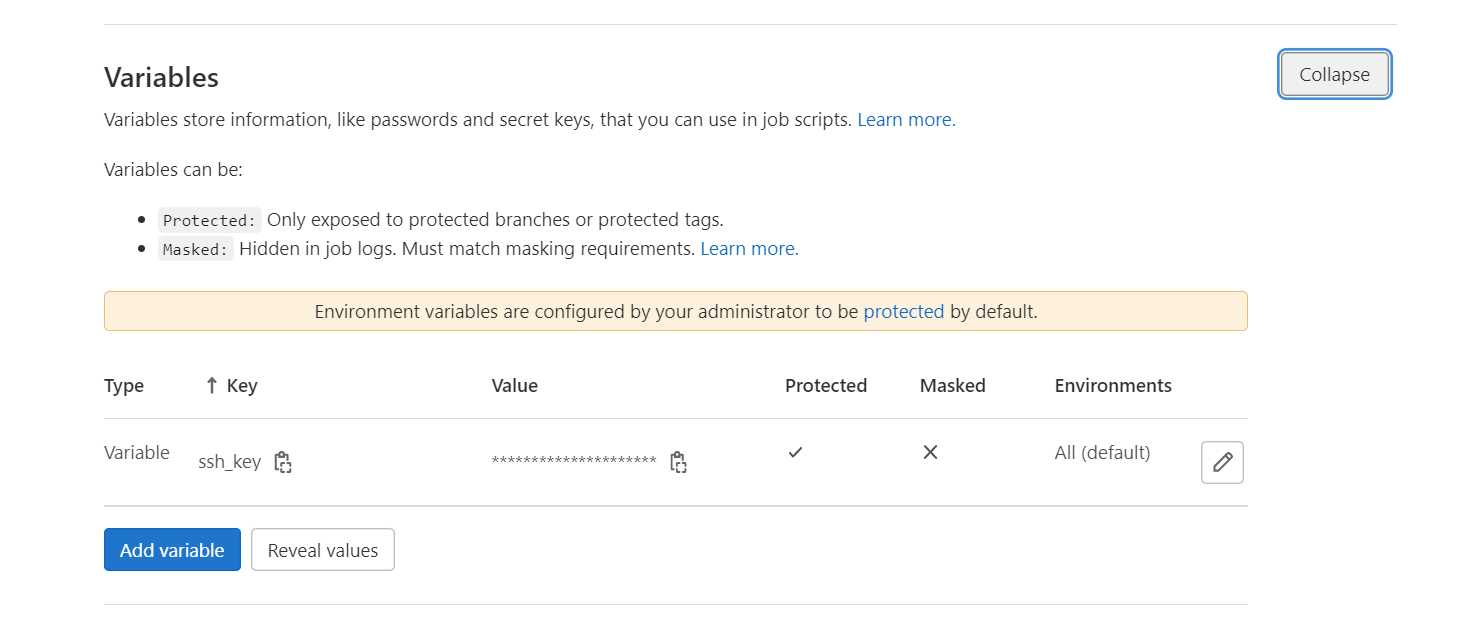 Variables
Collapse
Variables store information, like passwords and secret keys, that you can use in job scripts. Learn more.
Variables can be:
Protected: Only exposed to protected branches or protected tags.
Masked: Hidden in job logs. Must match masking requirements. Learn more.
Environment variables are configured by your administrator to be protected by default.
Type ↑ Key Value Protected Masked Environments
Variable ssh_key ********************* All (default)
Add variable Reveal values